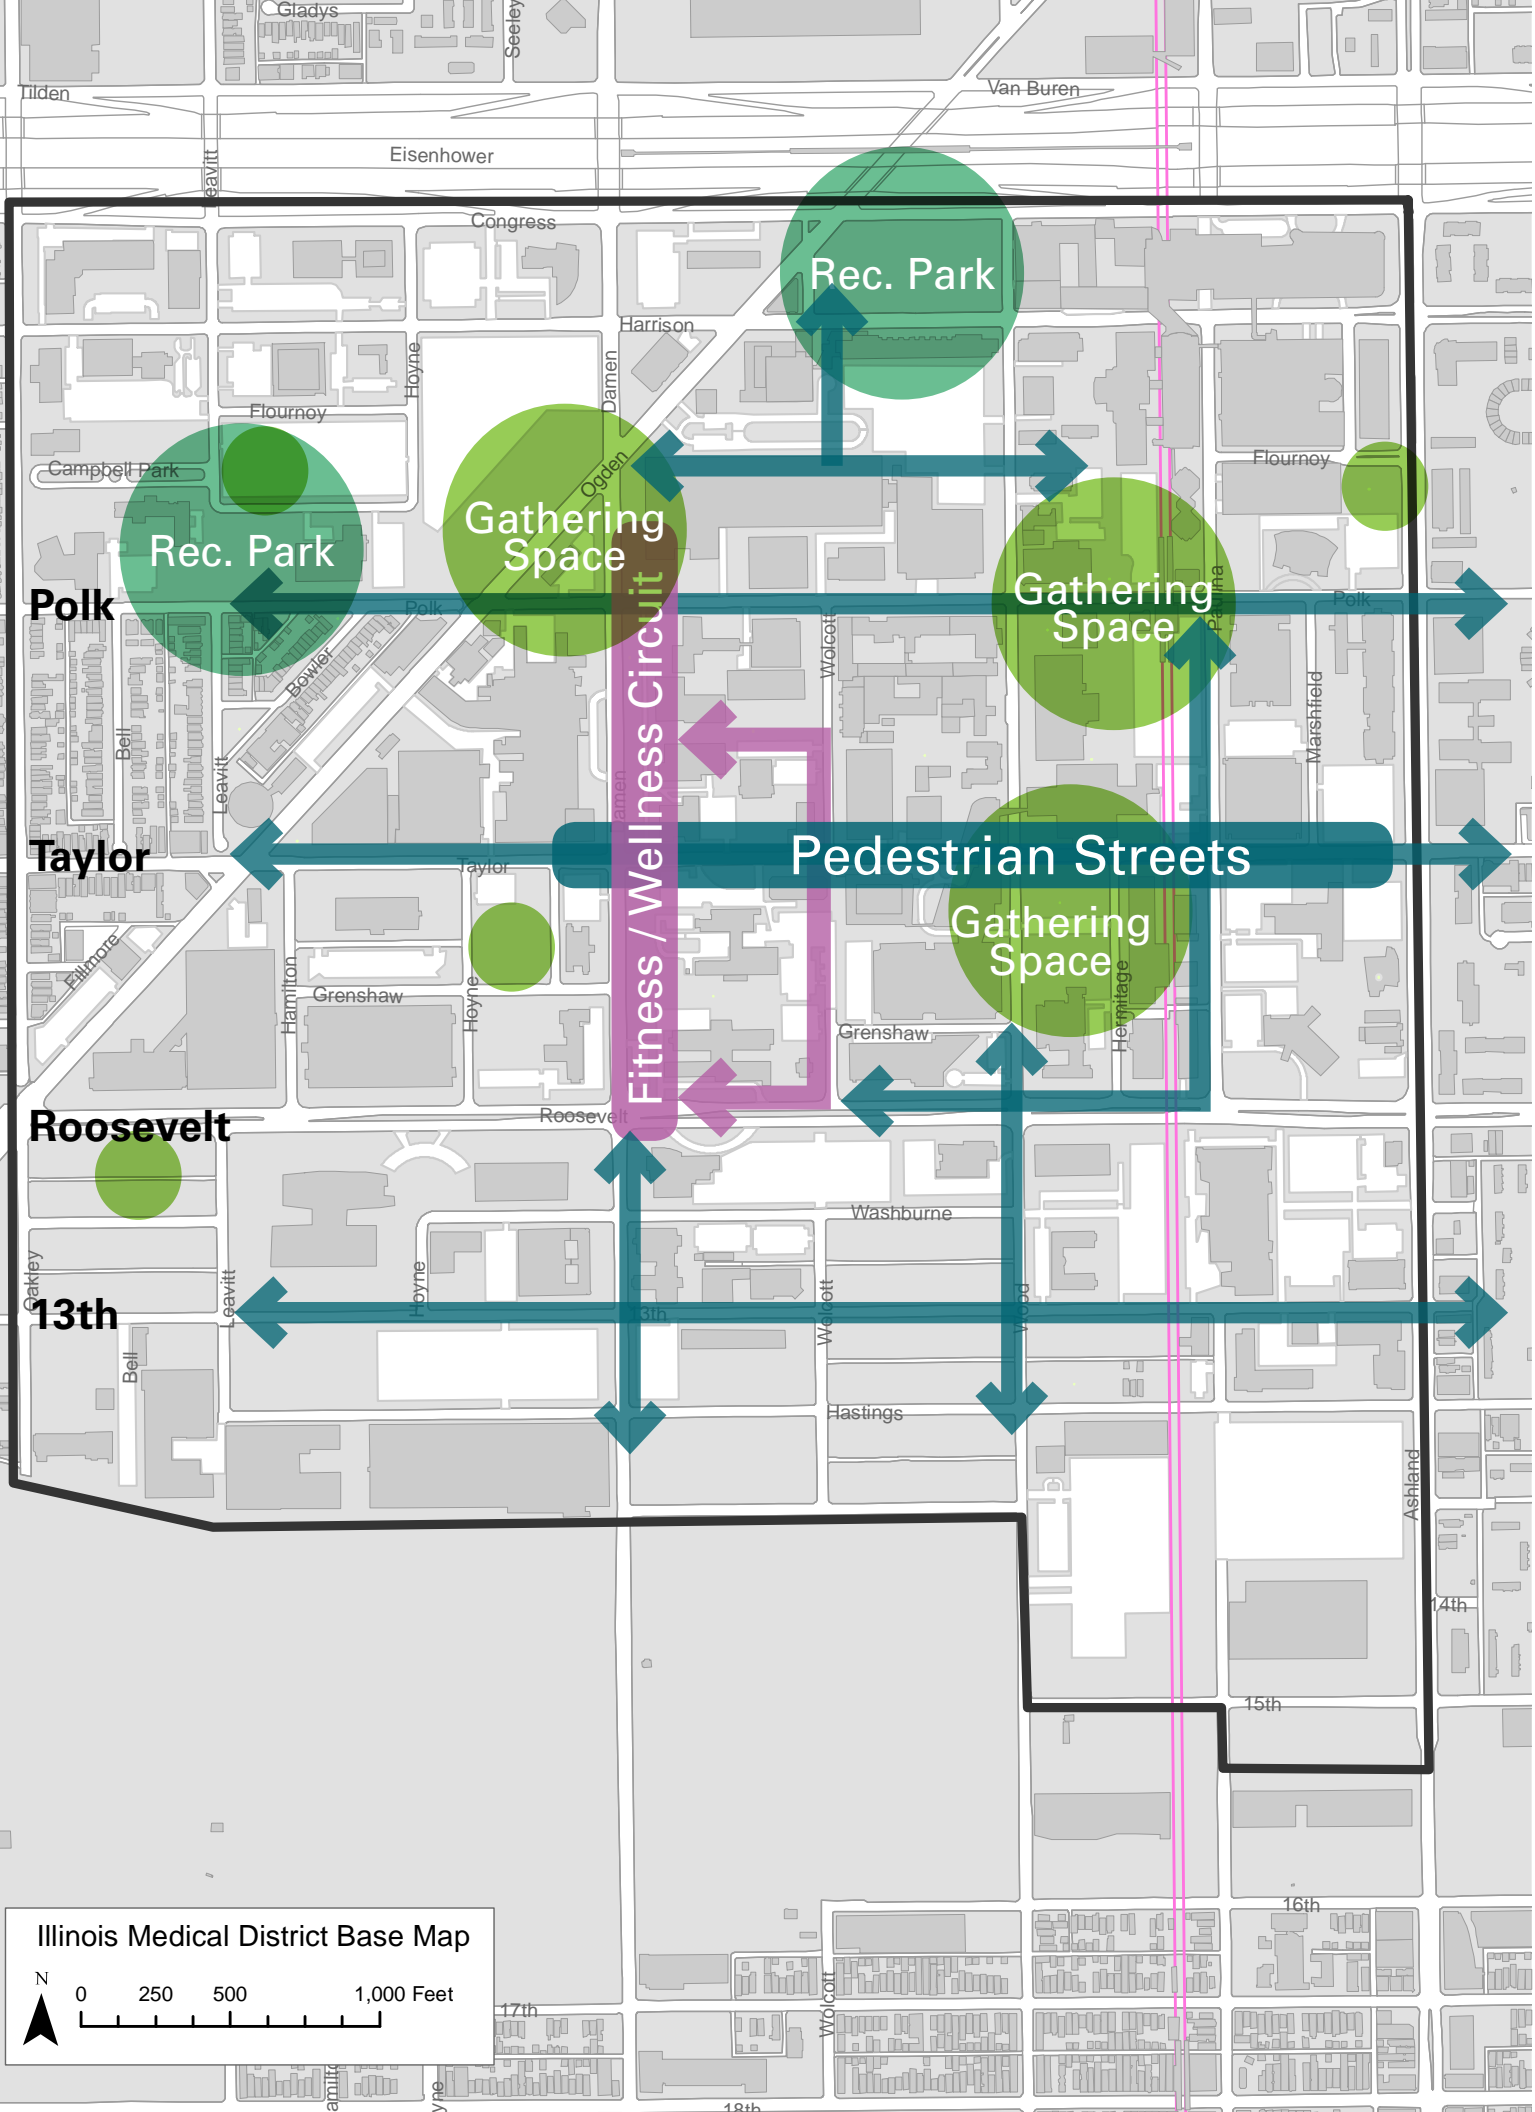 Gladys
Seeley
Tilden
Van Buren
Eisenhower
Leavitt
Congress
Rec. Park
Harrison
Hoyne
Damen
Flournoy
Campbell Park
Ogden
Flournoy
Gathering
Space
Rec. Park
Gathering
Space
Paulina
Polk
Polk
Polk
Wolcott
Bowler
Marshfield
Bell
Leavitt
Damen
Fitness / Wellness Circuit
Taylor
Pedestrian Streets
Taylor
Gathering
Space
Fillmore
Hamilton
Grenshaw
Hoyne
Grenshaw
Hermitage
Roosevelt
Roosevelt
Washburne
Oakley
Leavitt
Hoyne
13th
13th
Wolcott
Wood
Bell
Hastings
Ashland
14th
15th
16th
Illinois Medical District Base Map
N
0 250 500 1,000 Feet
17th
Wolcott
amilto
yne
18th